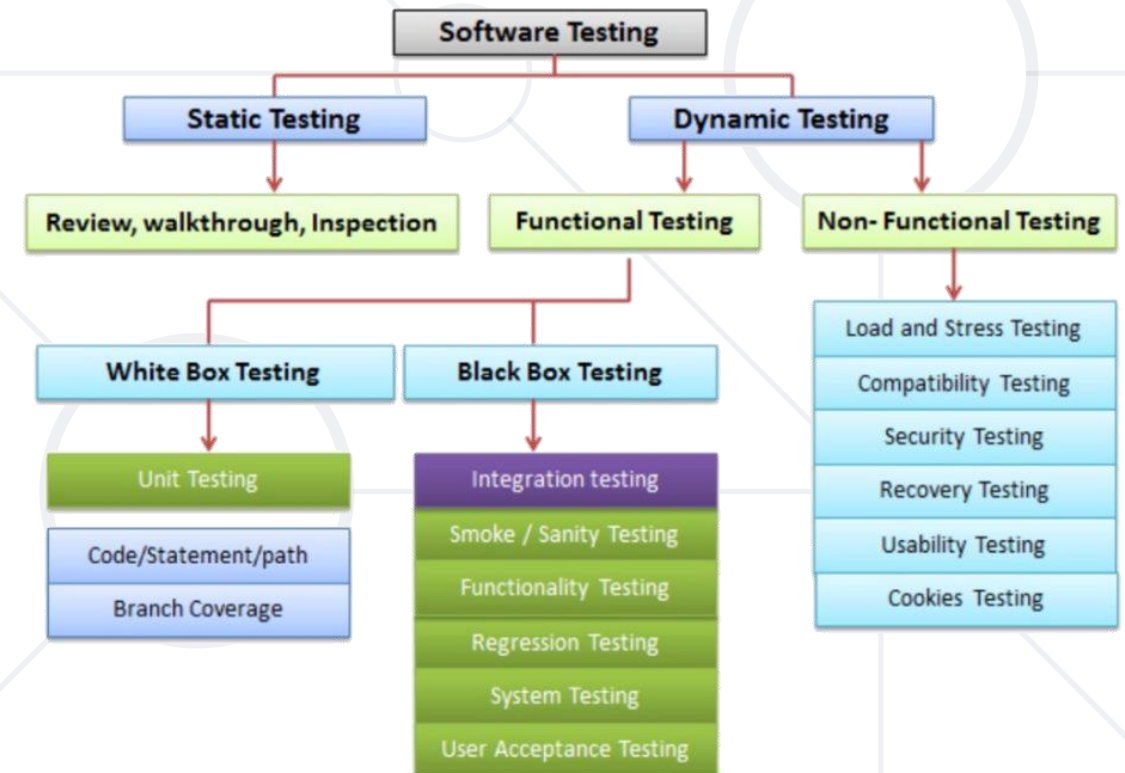 Software Testing
Static Testing
Dynamic Testing
Review, walkthrough, Inspection
Functional Testing
Non- Functional Testing
White Box Testing
Black Box Testing
Unit Testing
Code/Statement/path
Branch Coverage
Integration testing
Smoke / Sanity Testing
Functionality Testing
Regression Testing
System Testing
User Acceptance Testing
Load and Stress Testing
Compatibility Testing
Security Testing
Recovery Testing
Usability Testing
Cookies Testing